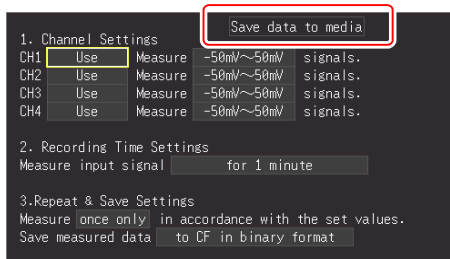 Save data to media
1. Channel Settings
CH1 Use Measure -50mV～50mV signals.
CH2 Use Measure -50mV～50mV signals.
CH3 Use Measure -50mV～50mV signals.
CH4 Use Measure -50mV～50mV signals.
2. Recording Time Settings
Measure input signal for 1 minute
3.Repeat & Save Settings
Measure once only in accordance with the set values.
Save measured data to CF in binary format